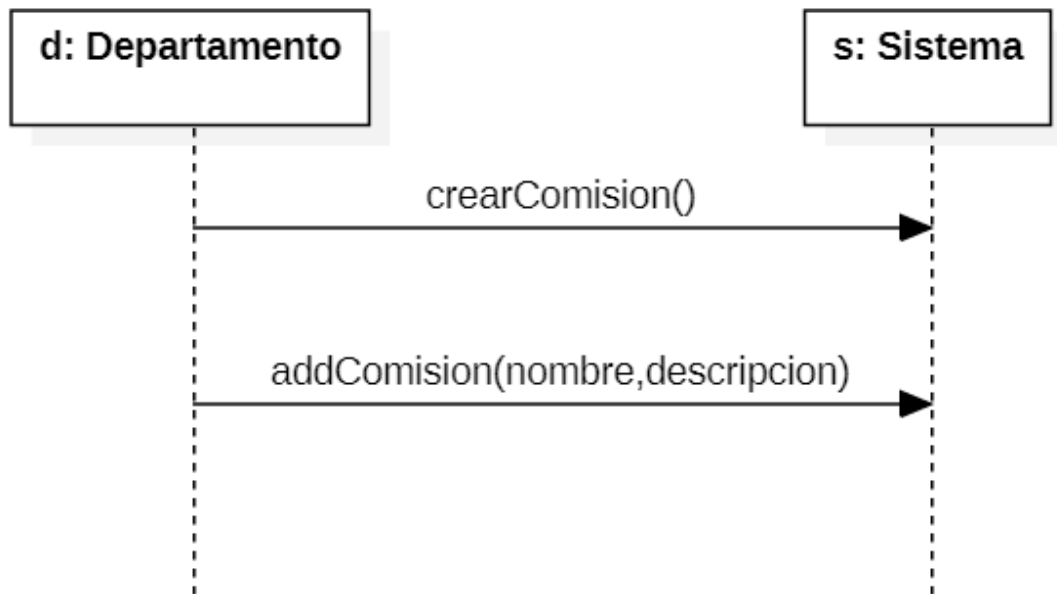 d: Departamento
s: Sistema
crearComision()
addComision(nombre,descripcion)